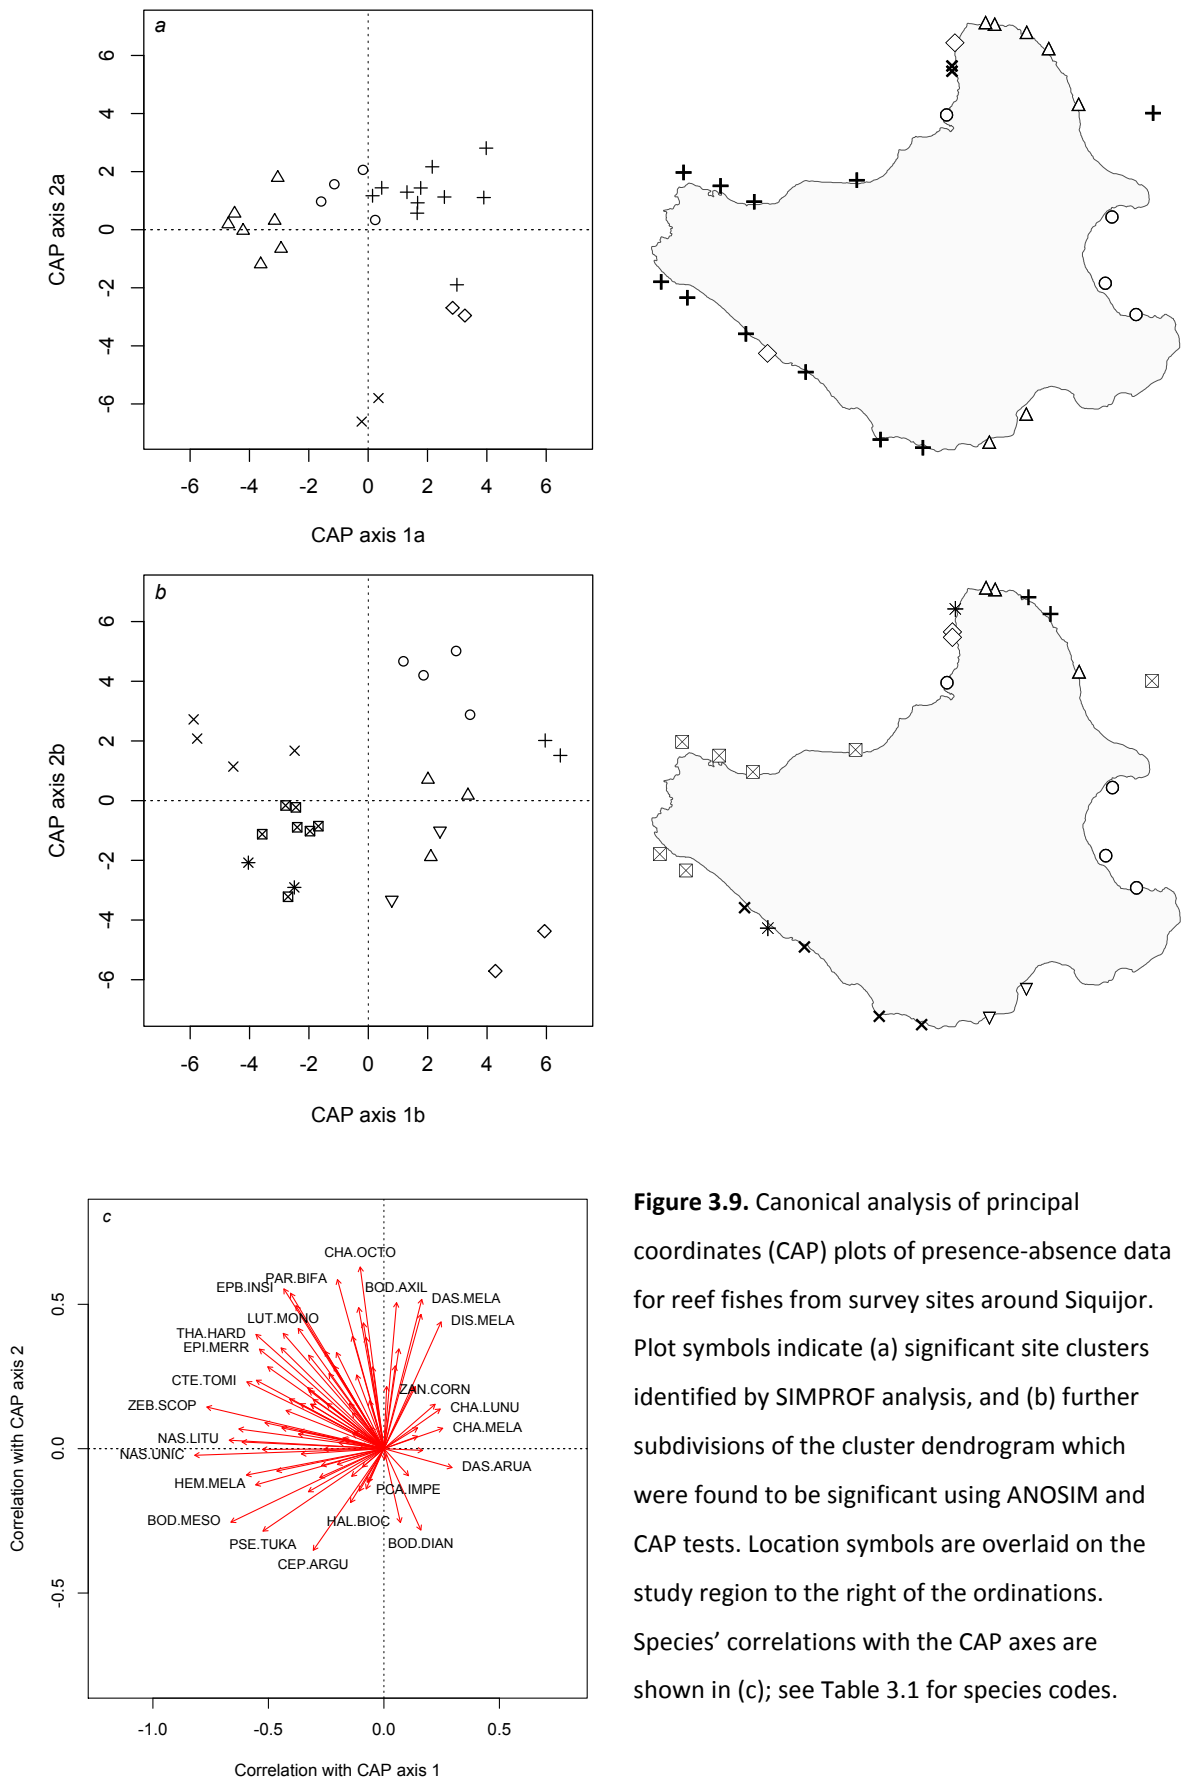 a
6
4
2
0
-2
-4
-6
CAP axis 2a
-6 -4 -2 0 2 4 6
CAP axis 1a
b
6
4
2
0
-2
-4
-6
CAP axis 2b
-6 -4 -2 0 2 4 6
CAP axis 1b
c
CHA.OCTO
PAR.BIFA
EPB.INSI
BOD.AXIL
DAS.MELA
LUT.MONO
DIS.MELA
THA.HARD
EPI.MERR
CTE.TOMI
ZAN.CORN
ZEB.SCOP
CHA.LUNU
CHA.MELA
NAS.LITU
NAS.UNIC
DAS.ARUA
HEM.MELA
PCA.IMPE
BOD.MESO
HAL.BIOC
PSE.TUKA
BOD.DIAN
CEP.ARGU
0.5
0.0
-0.5
Correlation with CAP axis 2
-1.0 -0.5 0.0 0.5
Correlation with CAP axis 1
Figure 3.9. Canonical analysis of principal
coordinates (CAP) plots of presence-absence data
for reef fishes from survey sites around Siquijor.
Plot symbols indicate (a) significant site clusters
identified by SIMPROF analysis, and (b) further
subdivisions of the cluster dendrogram which
were found to be significant using ANOSIM and
CAP tests. Location symbols are overlaid on the
study region to the right of the ordinations.
Species’ correlations with the CAP axes are
shown in (c); see Table 3.1 for species codes.